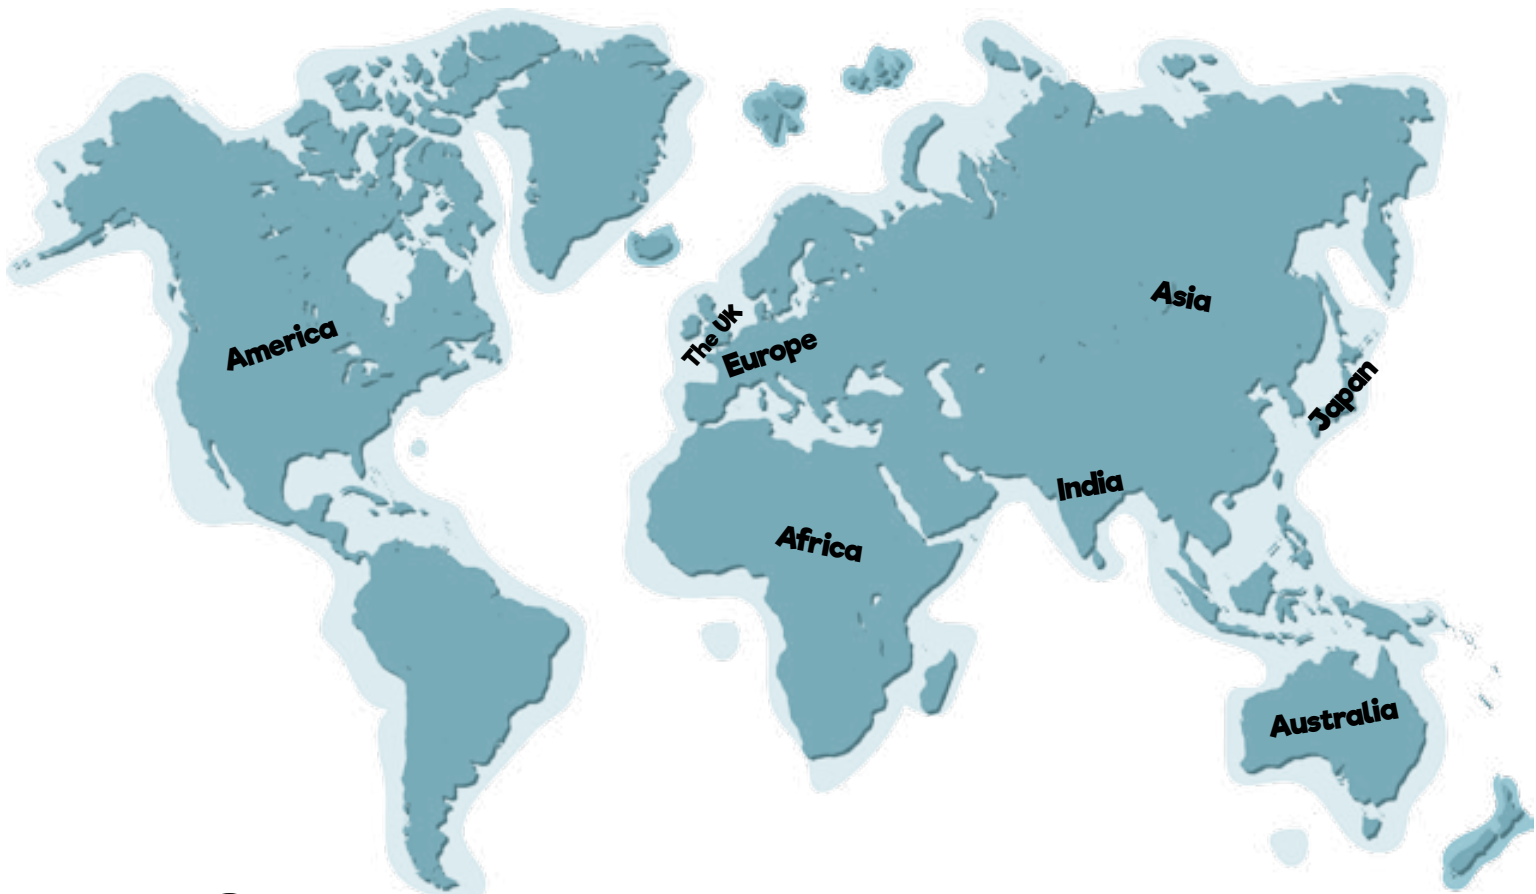 America
The UK
Europe
Asia
Japan
India
Africa
Australia